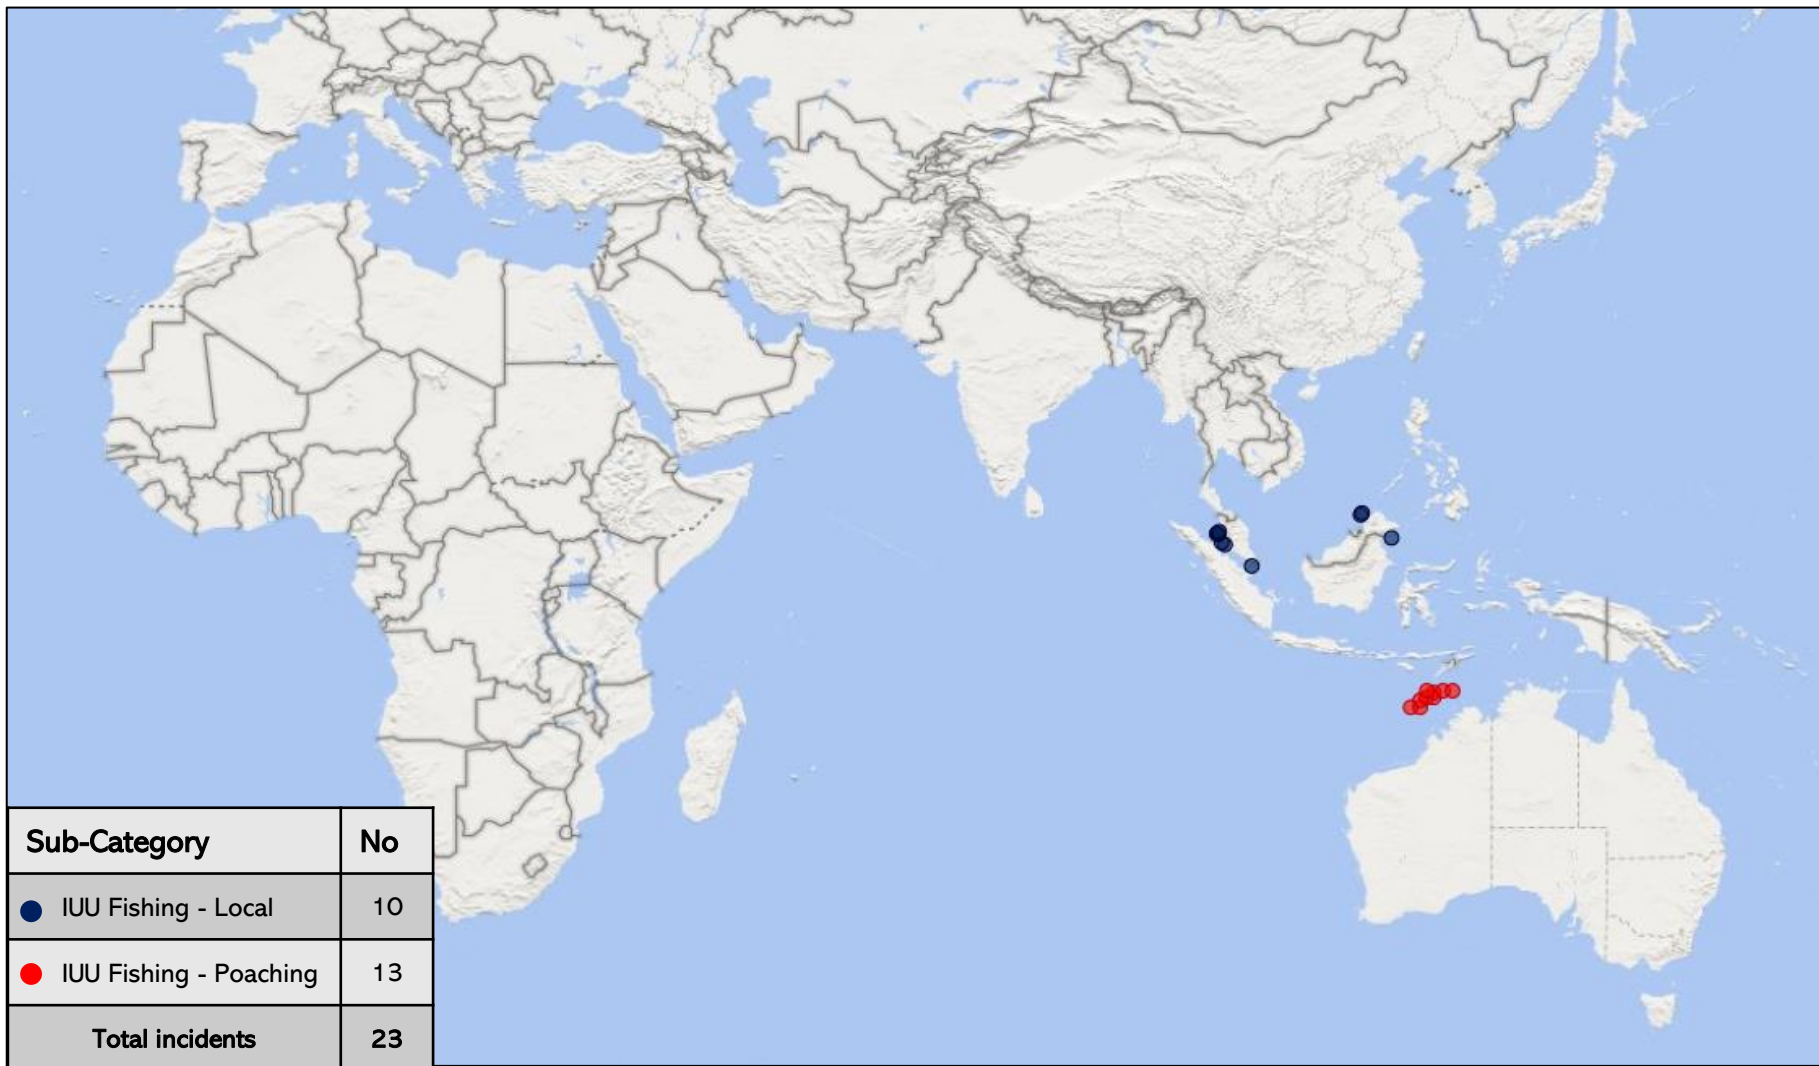 Sub-Category No
IUU Fishing - Local 10
IUU Fishing - Poaching 13
Total incidents 23